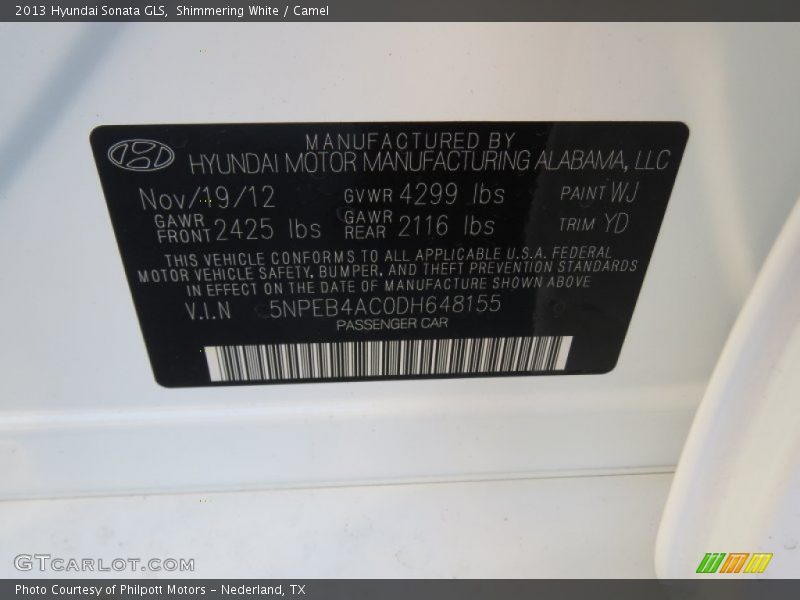 2013 Hyundai Sonata GLS, Shimmering White / Camel
MANUFACTURED BY
HYUNDAI MOTOR MANUFACTURING ALABAMA, LLC
Nov/19/12 GVWR 4299 lbs PAINT WJ
GAWR FRONT 2425 lbs GAWR REAR 2116 lbs TRIM YD
THIS VEHICLE CONFORMS TO ALL APPLICABLE U.S.A. FEDERAL
MOTOR VEHICLE SAFETY, BUMPER, AND THEFT PREVENTION STANDARDS
IN EFFECT ON THE DATE OF MANUFACTURE SHOWN ABOVE
V.I.N 5NPEB4AC0DH648155
PASSENGER CAR
GTCARLOT.COM
Photo Courtesy of Philpott Motors - Nederland, TX